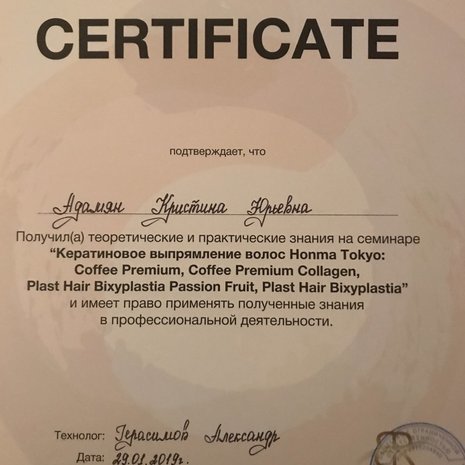 CERTIFICATE
подтверждает, что
Адамян Кристина Юрьевна
Получил(а) теоретические и практические знания на семинаре
“Кератиновое выпрямление волос Honma Tokyo:
Coffee Premium, Coffee Premium Collagen,
Plast Hair Bixyplastia Passion Fruit, Plast Hair Bixyplastia”
и имеет право применять полученные знания
в профессиональной деятельности.
Технолог: Герасимов Александр
Дата: 29.01.2019г.